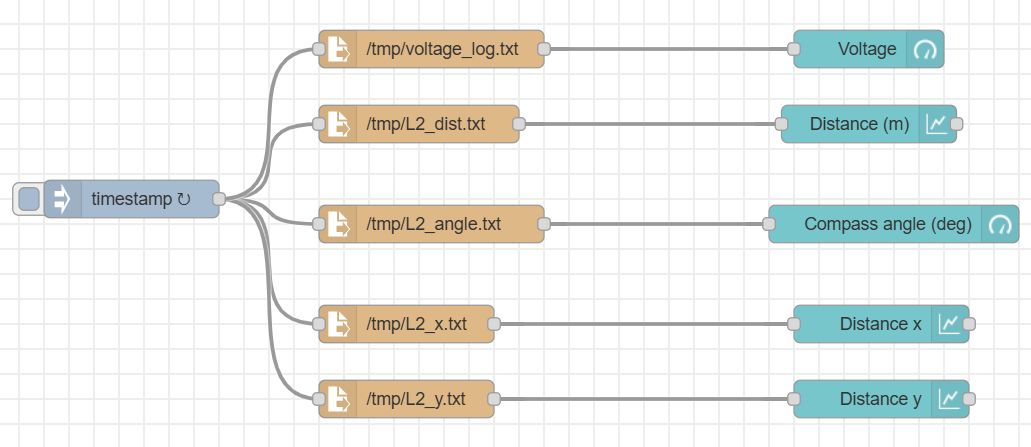 /tmp/voltage_log.txt
Voltage
/tmp/L2_dist.txt
Distance (m)
timestamp ↻
/tmp/L2_angle.txt
Compass angle (deg)
/tmp/L2_x.txt
Distance x
/tmp/L2_y.txt
Distance y